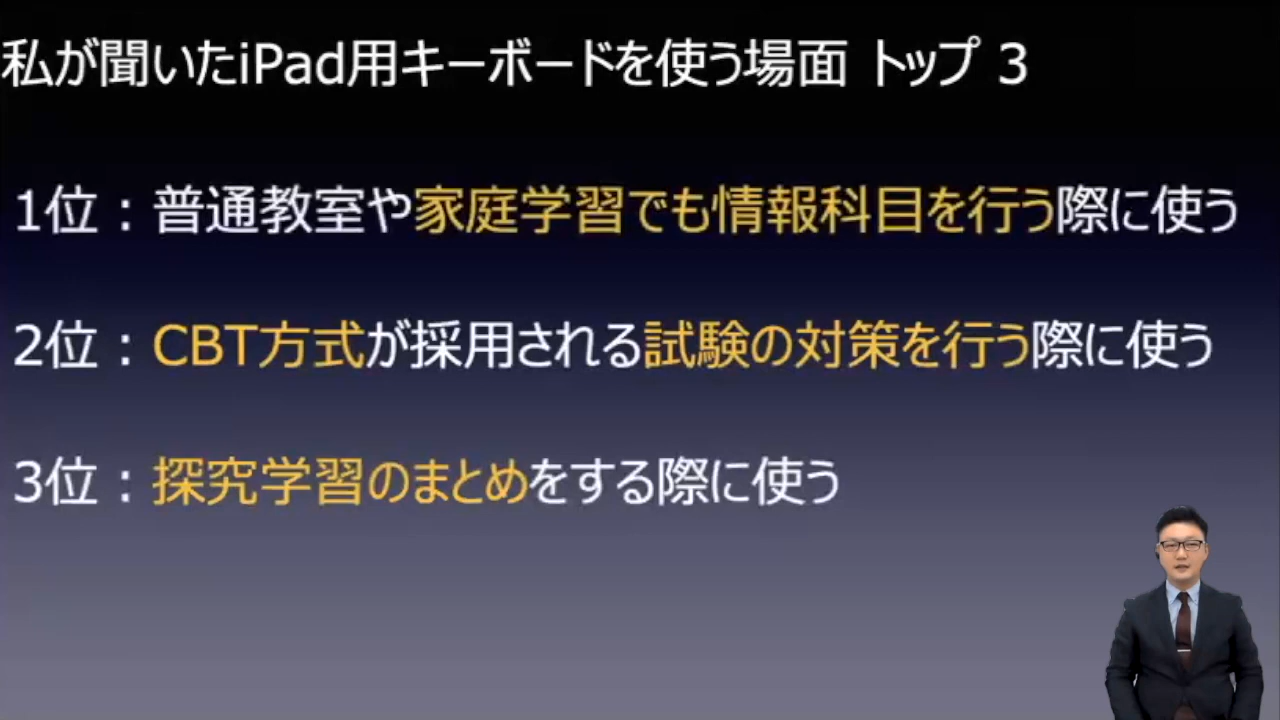 私が聞いたiPad用キーボードを使う場面 トップ 3
1位：普通教室や家庭学習でも情報科目を行う際に使う
2位：CBT方式が採用される試験の対策を行う際に使う
3位：探究学習のまとめをする際に使う